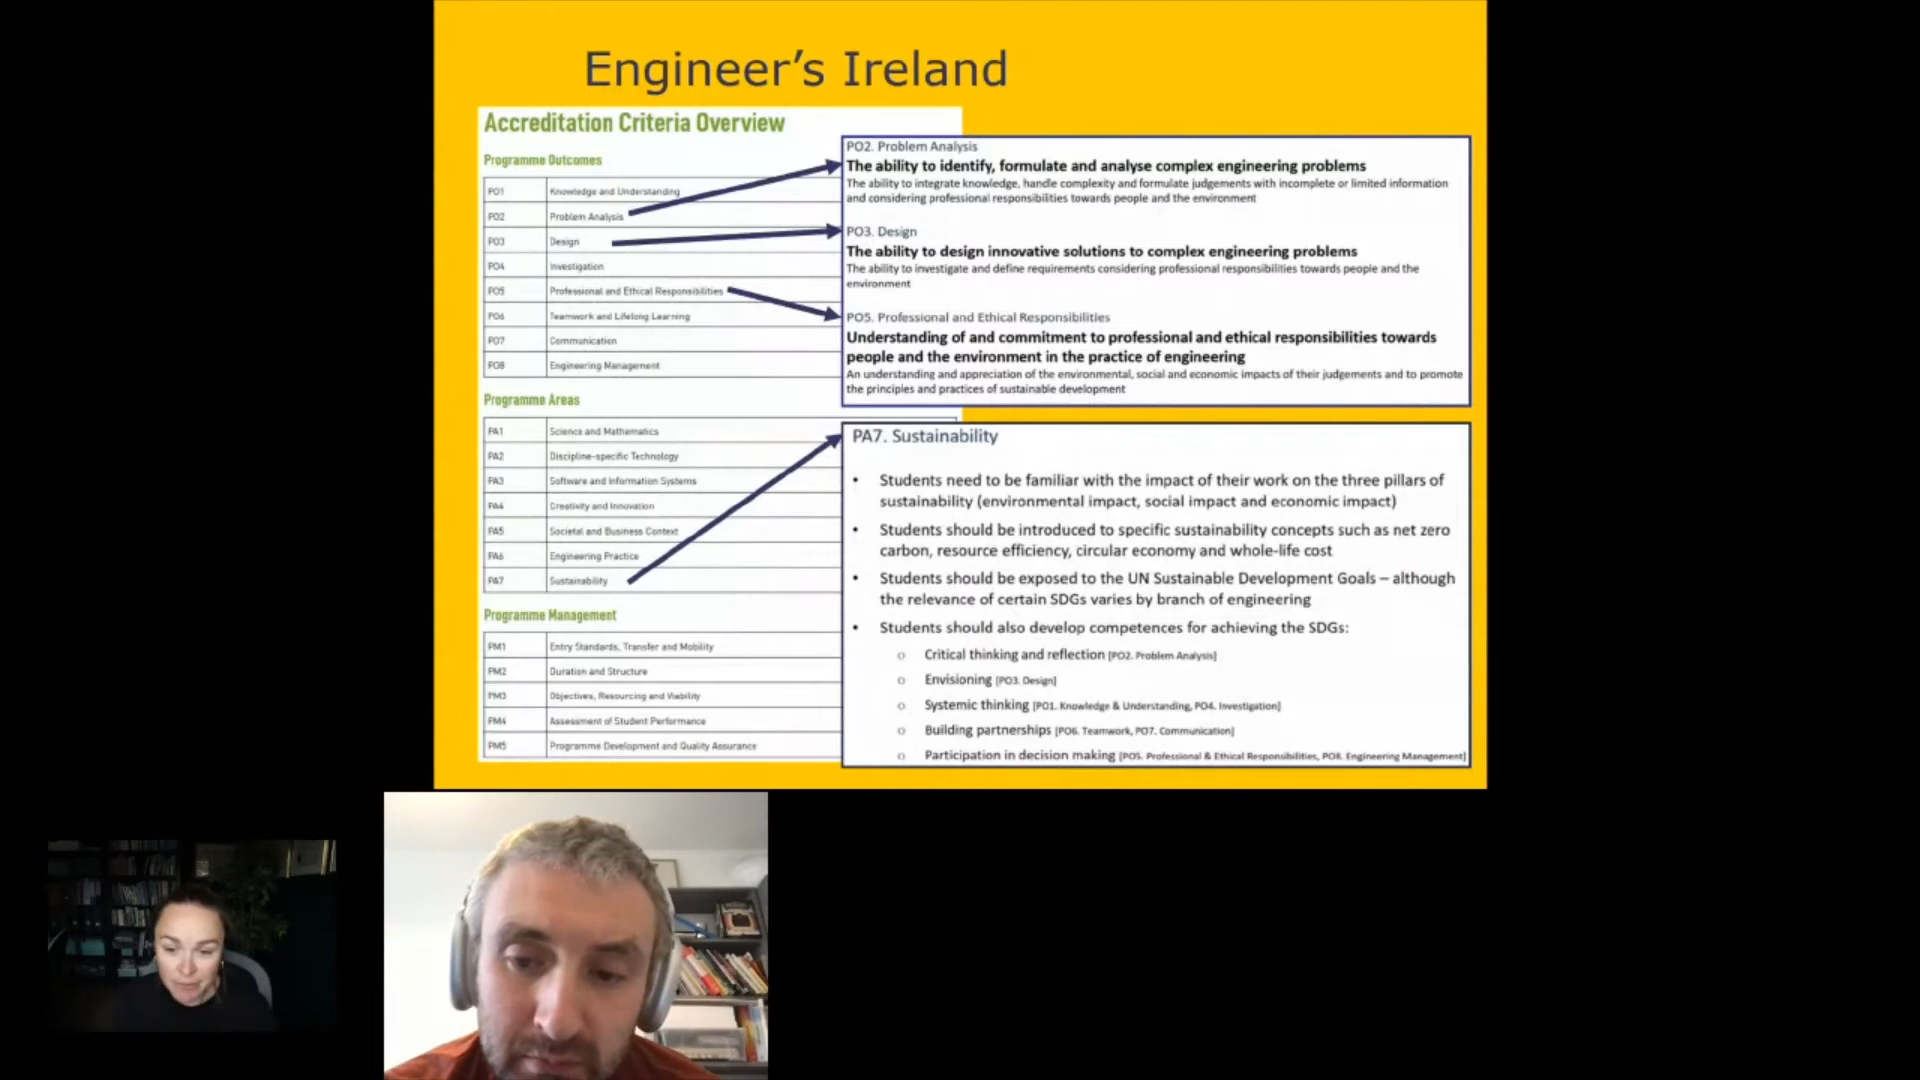 Engineer's Ireland
Accreditation Criteria Overview
Programme Outcomes
PO1 Knowledge and Understanding
PO2 Problem Analysis
PO3 Design
PO4 Investigation
PO5 Professional and Ethical Responsibilities
PO6 Teamwork and Lifelong Learning
PO7 Communication
PO8 Engineering Management
Programme Areas
PA1 Science and Mathematics
PA2 Discipline-specific Technology
PA3 Software and Information Systems
PA4 Creativity and Innovation
PA5 Societal and Business Context
PA6 Engineering Practice
PA7 Sustainability
Programme Management
PM1 Entry Standards, Transfer and Mobility
PM2 Duration and Structure
PM3 Objectives, Resourcing and Viability
PM4 Assessment of Student Performance
PM5 Programme Development and Quality Assurance
PO2. Problem Analysis
The ability to identify, formulate and analyse complex engineering problems
The ability to integrate knowledge, handle complexity and formulate judgements with incomplete or limited information
and considering professional responsibilities towards people and the environment
PO3. Design
The ability to design innovative solutions to complex engineering problems
The ability to investigate and define requirements considering professional responsibilities towards people and the
environment
PO5. Professional and Ethical Responsibilities
Understanding of and commitment to professional and ethical responsibilities towards
people and the environment in the practice of engineering
An understanding and appreciation of the environmental, social and economic impacts of their judgements and to promote
the principles and practices of sustainable development
PA7. Sustainability
• Students need to be familiar with the impact of their work on the three pillars of
sustainability (environmental impact, social impact and economic impact)
• Students should be introduced to specific sustainability concepts such as net zero
carbon, resource efficiency, circular economy and whole-life cost
• Students should be exposed to the UN Sustainable Development Goals – although
the relevance of certain SDGs varies by branch of engineering
• Students should also develop competences for achieving the SDGs:
o Critical thinking and reflection [PO2. Problem Analysis]
o Envisioning [PO3. Design]
o Systemic thinking [PO1. Knowledge & Understanding, PO4. Investigation]
o Building partnerships [PO6. Teamwork, PO7. Communication]
o Participation in decision making [PO5. Professional & Ethical Responsibilities, PO8. Engineering Management]